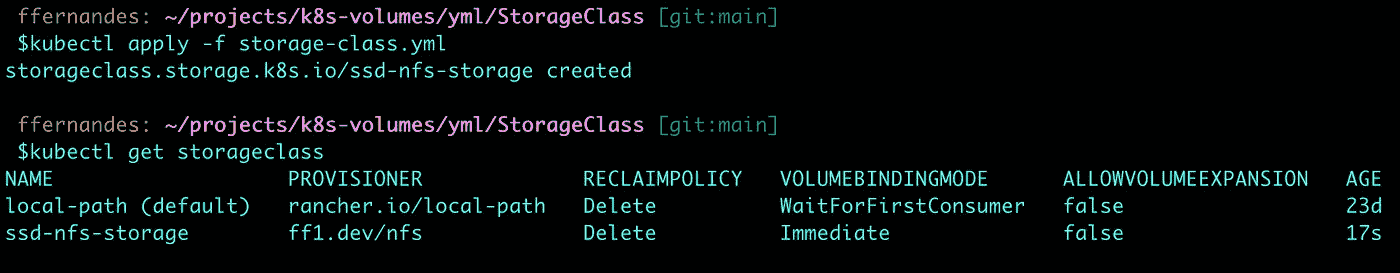 ffernandes: ~/projects/k8s-volumes/yml/StorageClass [git:main]
$kubectl apply -f storage-class.yml
storageclass.storage.k8s.io/ssd-nfs-storage created
ffernandes: ~/projects/k8s-volumes/yml/StorageClass [git:main]
$kubectl get storageclass
NAME PROVISIONER RECLAIMPOLICY VOLUMEBINDINGMODE ALLOWVOLUMEEXPANSION AGE
local-path (default) rancher.io/local-path Delete WaitForFirstConsumer false 23d
ssd-nfs-storage ff1.dev/nfs Delete Immediate false 17s